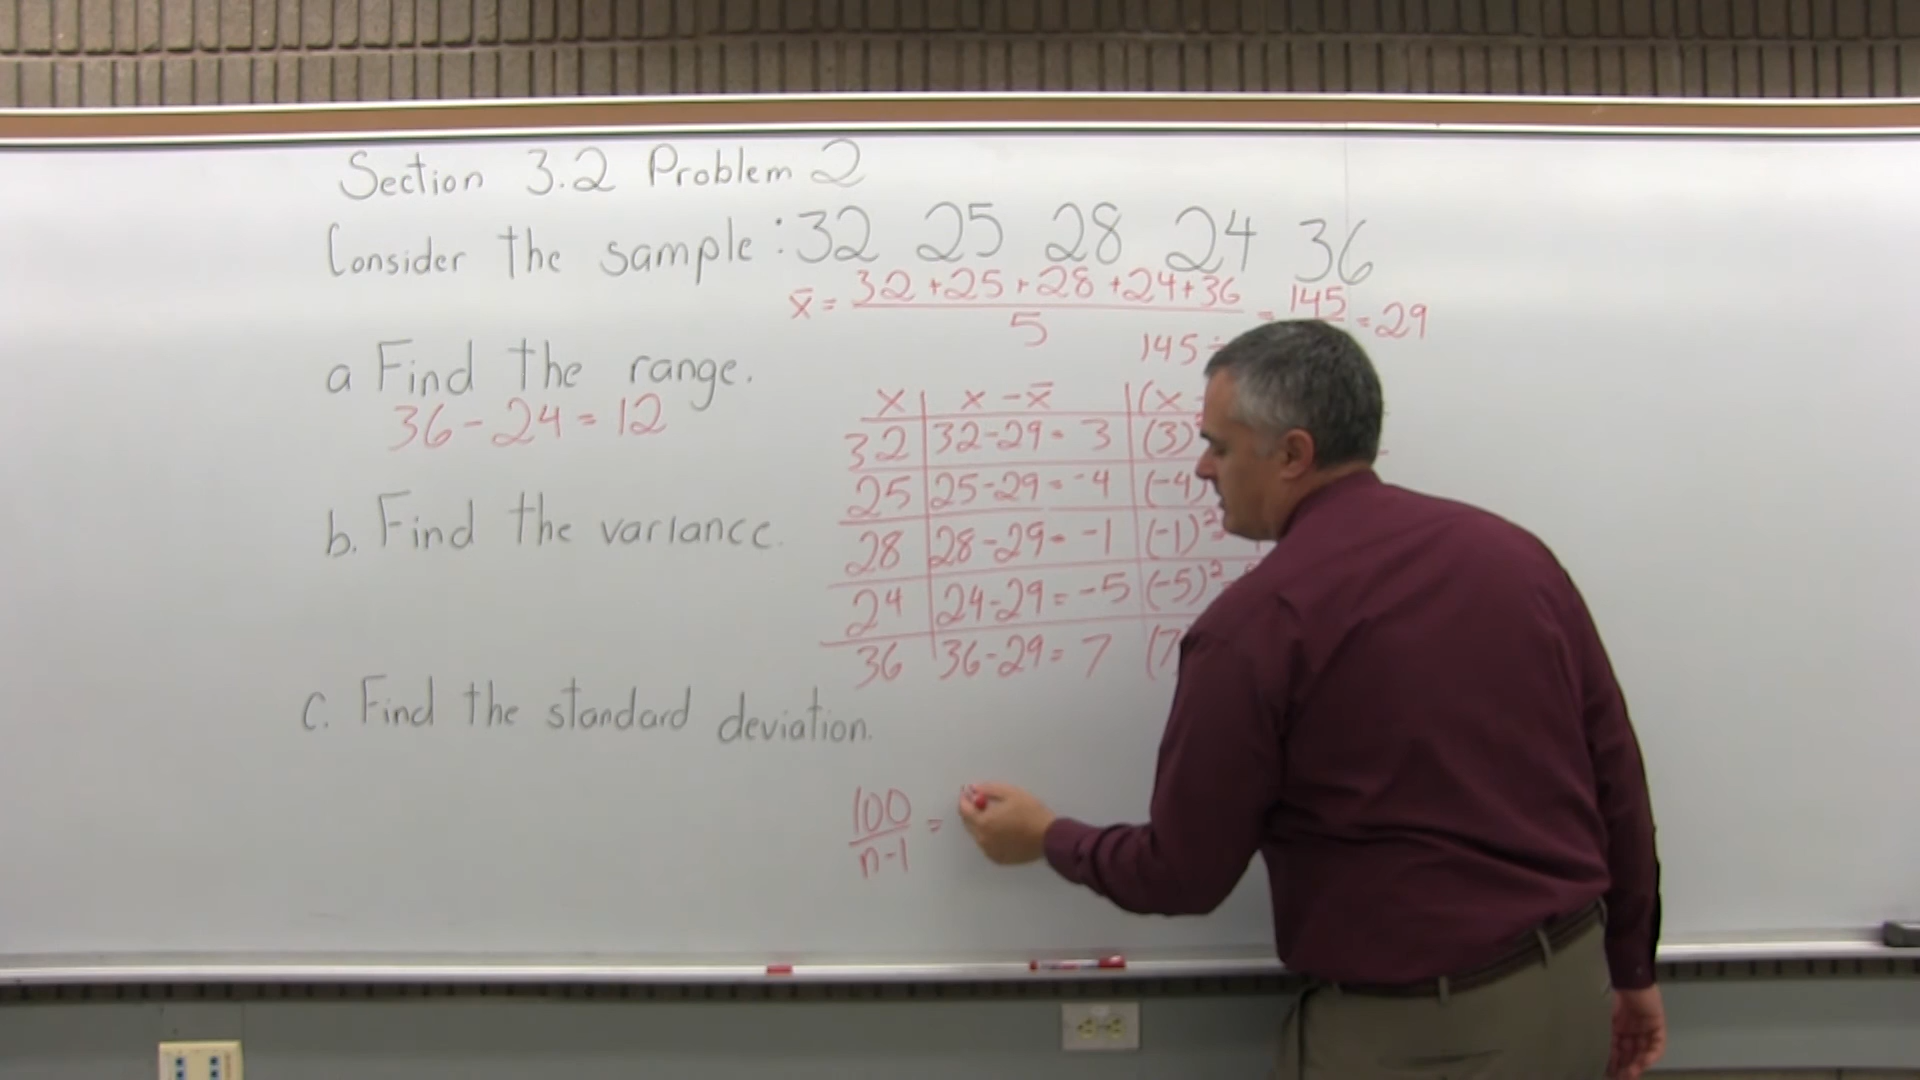 Section 3.2 Problem 2
Consider the sample: 32 25 28 24 36
x̄ = 32+25+28+24+36 = 145 = 29
5
145 ÷
a Find the range.
36-24=12
x | x-x̄ | (x
32 | 32-29= 3 | (3)
25 | 25-29= -4 | (-4)
28 | 28-29= -1 | (-1)²=
24 | 24-29= -5 | (-5)²
36 | 36-29= 7 | (7
b. Find the variance.
c. Find the standard deviation.
100
n-1 =